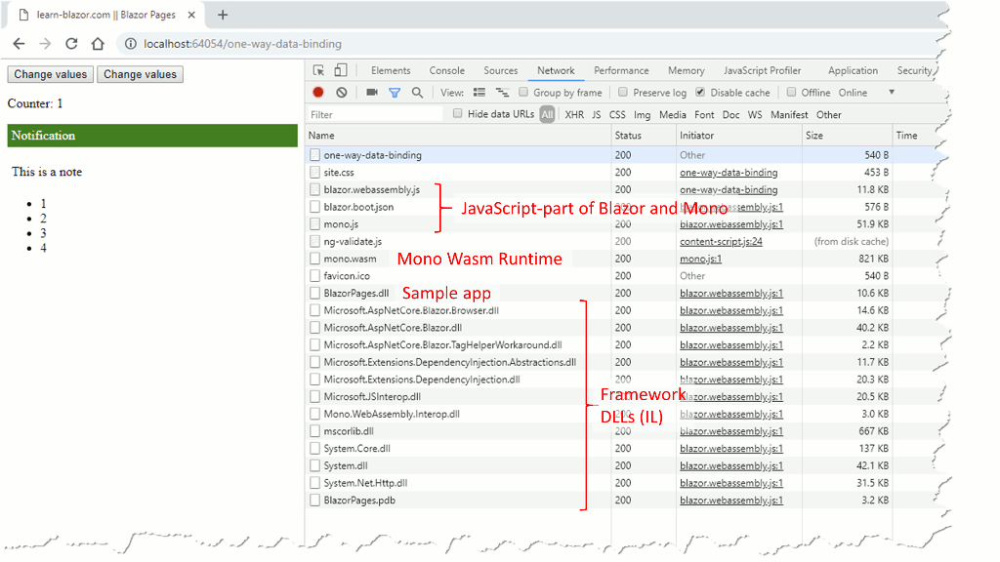 learn-blazor.com || Blazor Pages
localhost:64054/one-way-data-binding
Change values Change values
Counter: 1
Notification
This is a note
1
2
3
4
Elements Console Sources Network Performance Memory JavaScript Profiler Application Security
View: Group by frame Preserve log Disable cache Offline Online
Filter Hide data URLs All XHR JS CSS Img Media Font Doc WS Manifest Other
Name Status Initiator Size Time
one-way-data-binding 200 Other 540 B
site.css 200 one-way-data-binding 453 B
blazor.webassembly.js 200 one-way-data-binding 11.8 KB
blazor.boot.json blazor.webassembly.js:1 576 B
JavaScript-part of Blazor and Mono
mono.js 200 blazor.webassembly.js:1 51.9 KB
ng-validate.js 200 content-script.js:24 (from disk cache)
mono.wasm Mono Wasm Runtime 200 mono.js:1 821 KB
favicon.ico 200 Other 540 B
BlazorPages.dll Sample app 200 blazor.webassembly.js:1 10.6 KB
Microsoft.AspNetCore.Blazor.Browser.dll 200 blazor.webassembly.js:1 14.6 KB
Microsoft.AspNetCore.Blazor.dll 200 blazor.webassembly.js:1 40.2 KB
Microsoft.AspNetCore.Blazor.TagHelperWorkaround.dll 200 blazor.webassembly.js:1 2.2 KB
Microsoft.Extensions.DependencyInjection.Abstractions.dll 200 blazor.webassembly.js:1 11.7 KB
Microsoft.Extensions.DependencyInjection.dll 200 blazor.webassembly.js:1 20.3 KB
Microsoft.JSInterop.dll blazor.webassembly.js:1 20.5 KB
Framework
DLLs (IL)
Mono.WebAssembly.Interop.dll blazor.webassembly.js:1 3.0 KB
mscorlib.dll 200 blazor.webassembly.js:1 667 KB
System.Core.dll 200 blazor.webassembly.js:1 137 KB
System.dll 200 blazor.webassembly.js:1 42.1 KB
System.Net.Http.dll 200 blazor.webassembly.js:1 31.5 KB
BlazorPages.pdb 200 blazor.webassembly.js:1 3.2 KB